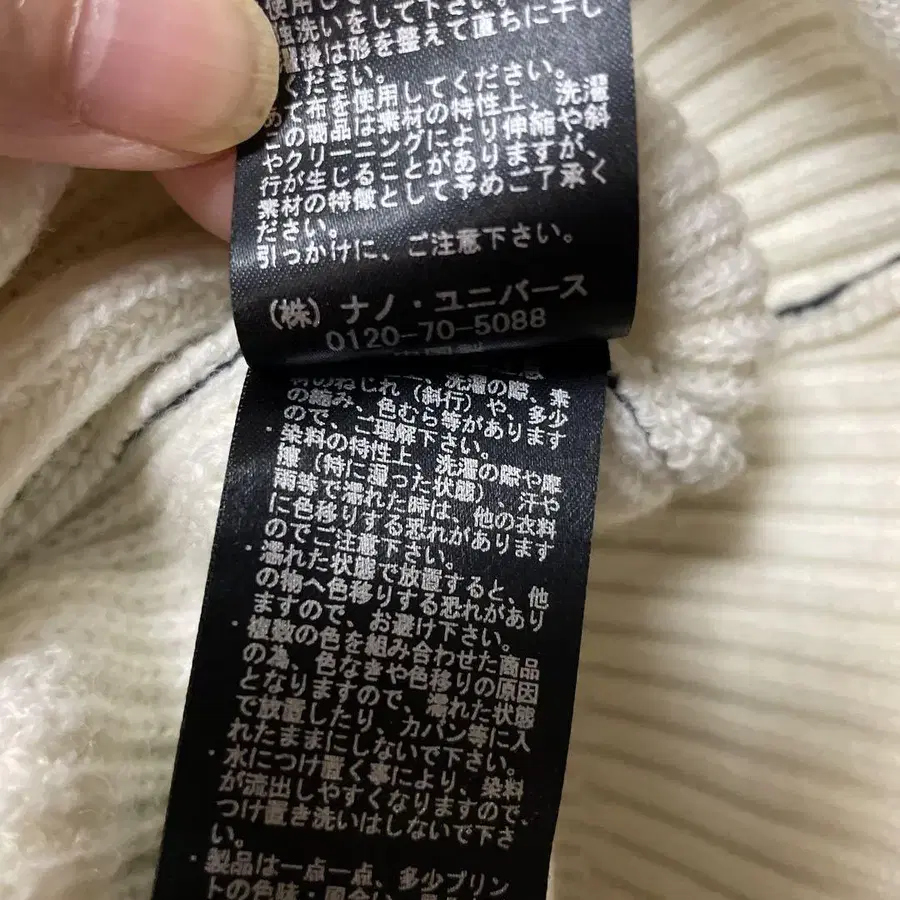 使用して
洗いをして下さい。
後は形を整えて直ちに干し
ください。
て布を使用してください。
この商品は素材の特性上、洗濯
やクリーニングにより伸縮や斜
行が生じることがありますが、
素材の特徴として予めご了承く
ださい。
引っかけに、ご注意下さい。
(株) ナノ・ユニバース
0120-70-5088
洗濯の際、素
材のねじれ(斜行)や、多少
の縮み、色むら等があります
ので、ご理解下さい。
・染料の特性上、洗濯の際や摩
擦(特に湿った状態)、汗や
雨等で濡れた時は、他の衣料
に色移りする恐れがあります
のでご注意下さい。
・濡れた状態で放置すると、他
の物へ色移りする恐れがあり
ますので、お避け下さい。
・複数の色を組み合わせた商品
の為、色なきや色移りの原因
となりますので、濡れた状態
で放置したり、カバン等に入
れたままにしないで下さい。
・水につけ置く事により、染料
が流出しやすくなりますので、
つけ置き洗いはしないで下さ
い。
・製品は一点一点、多少プリン
トの色味・風合い、